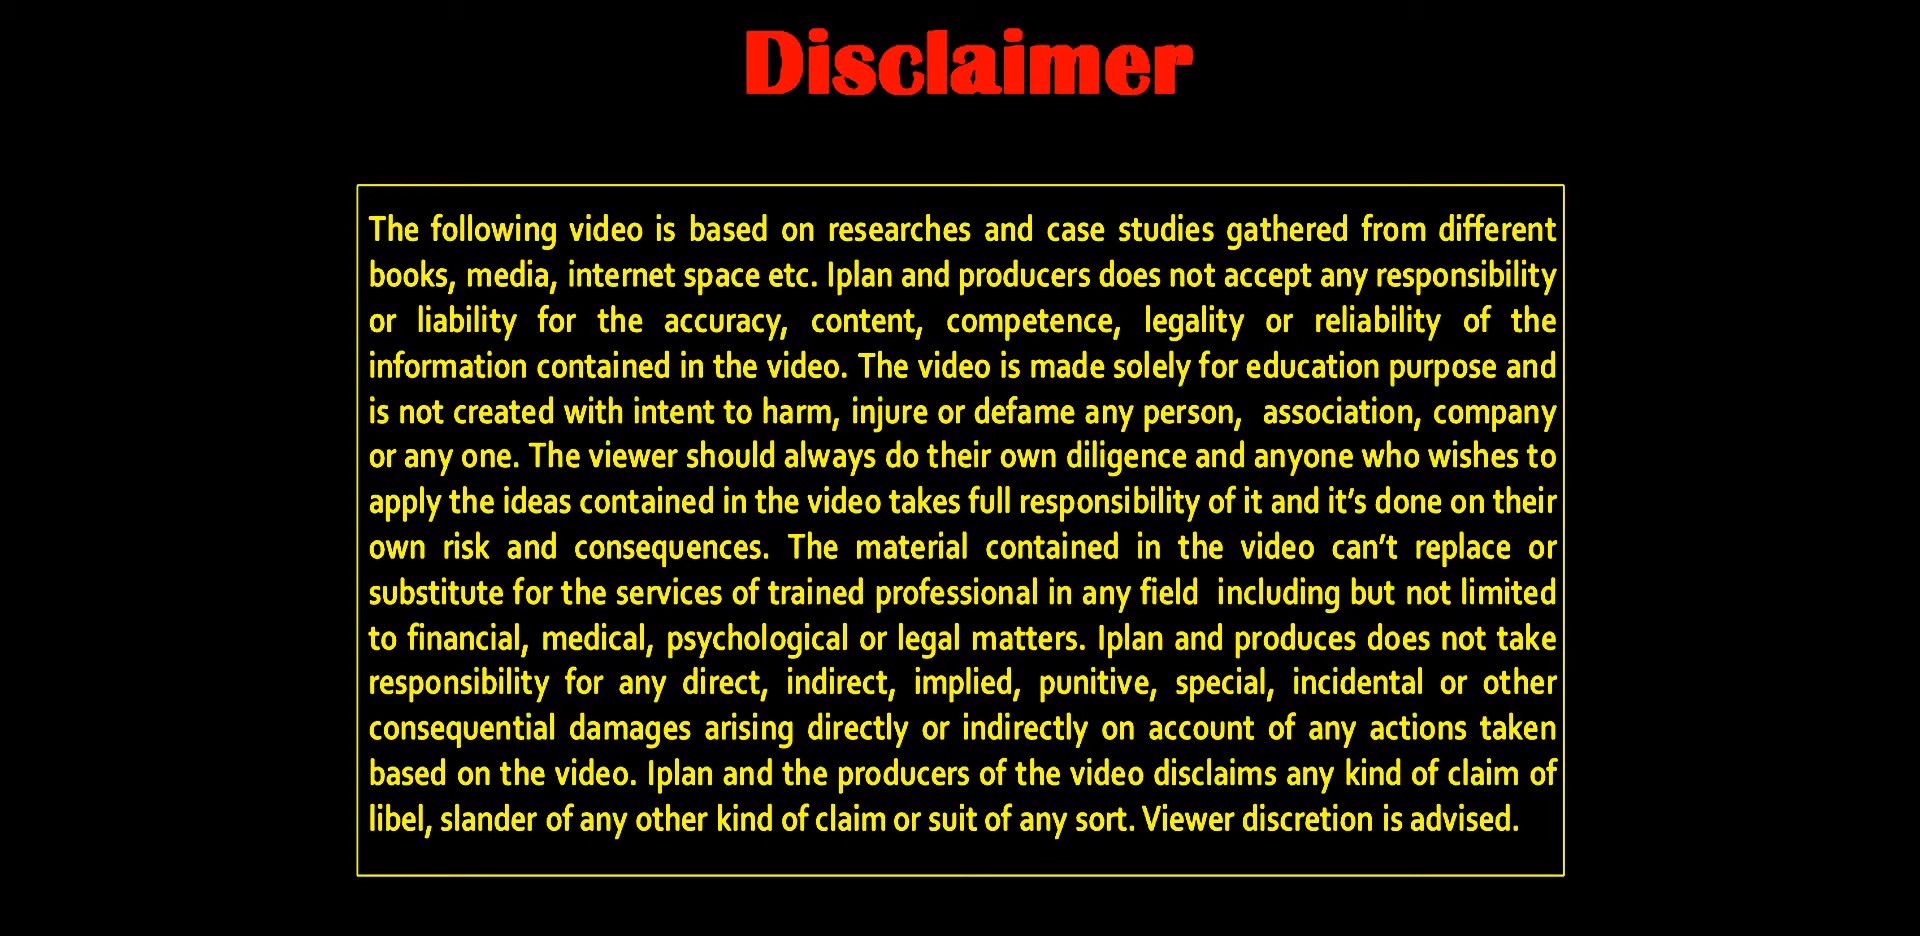 Disclaimer
The following video is based on researches and case studies gathered from different
books, media, internet space etc. Iplan and producers does not accept any responsibility
or liability for the accuracy, content, competence, legality or reliability of the
information contained in the video. The video is made solely for education purpose and
is not created with intent to harm, injure or defame any person, association, company
or any one. The viewer should always do their own diligence and anyone who wishes to
apply the ideas contained in the video takes full responsibility of it and it’s done on their
own risk and consequences. The material contained in the video can’t replace or
substitute for the services of trained professional in any field including but not limited
to financial, medical, psychological or legal matters. Iplan and produces does not take
responsibility for any direct, indirect, implied, punitive, special, incidental or other
consequential damages arising directly or indirectly on account of any actions taken
based on the video. Iplan and the producers of the video disclaims any kind of claim of
libel, slander of any other kind of claim or suit of any sort. Viewer discretion is advised.